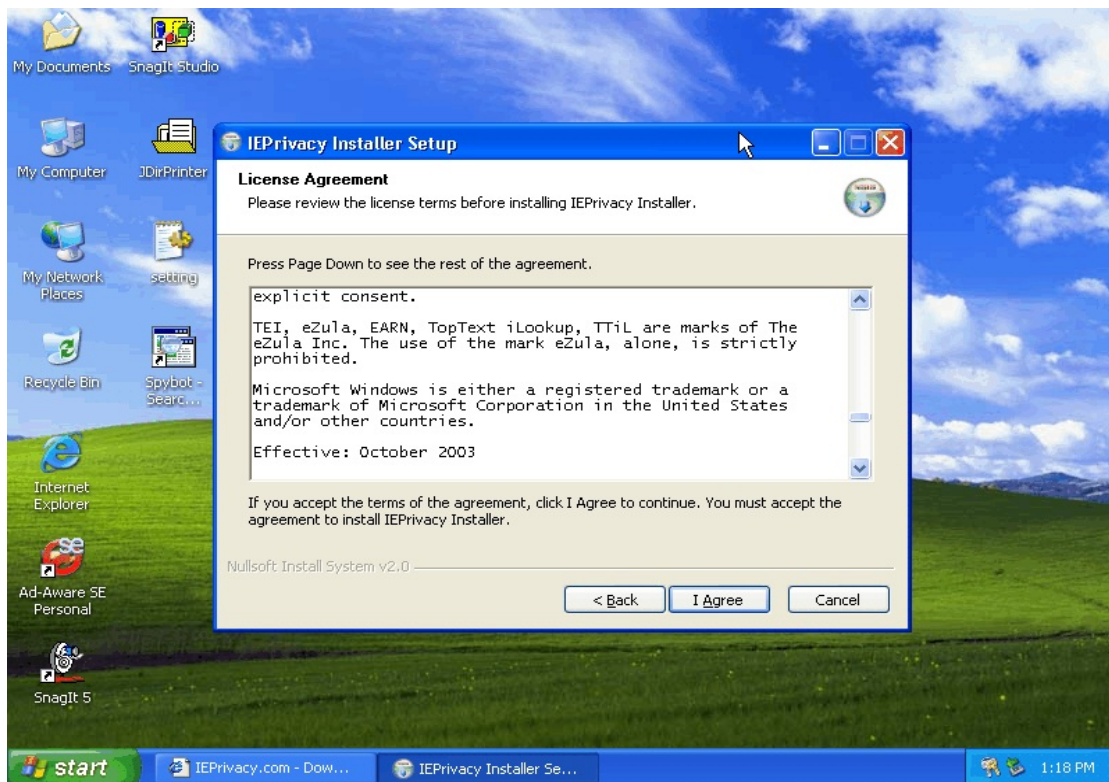 My Documents
SnagIt Studio
My Computer
JDirPrinter
My Network
Places
setting
Recycle Bin
Spybot -
Searc...
Internet
Explorer
Ad-Aware SE
Personal
SnagIt 5
IEPrivacy Installer Setup
License Agreement
Please review the license terms before installing IEPrivacy Installer.
Press Page Down to see the rest of the agreement.
explicit consent.
TEI, eZula, EARN, TopText iLookup, TTiL are marks of The
eZula Inc. The use of the mark eZula, alone, is strictly
prohibited.
Microsoft Windows is either a registered trademark or a
trademark of Microsoft Corporation in the United States
and/or other countries.
Effective: October 2003
If you accept the terms of the agreement, click I Agree to continue. You must accept the
agreement to install IEPrivacy Installer.
Nullsoft Install System v2.0
< Back
I Agree
Cancel
start
IEPrivacy.com - Dow...
IEPrivacy Installer Se...
1:18 PM